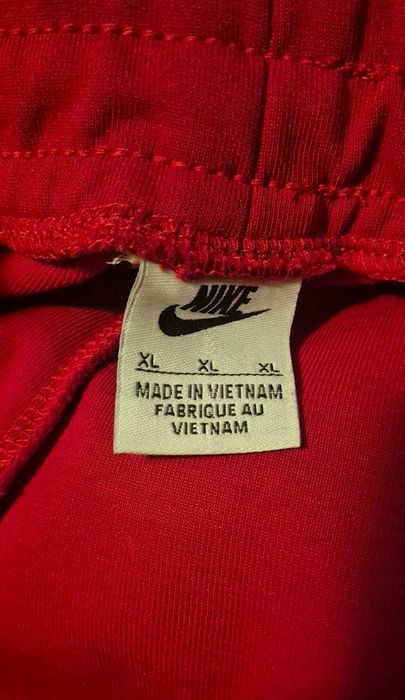 NIKE
XL XL XL
MADE IN VIETNAM
FABRIQUE AU
VIETNAM